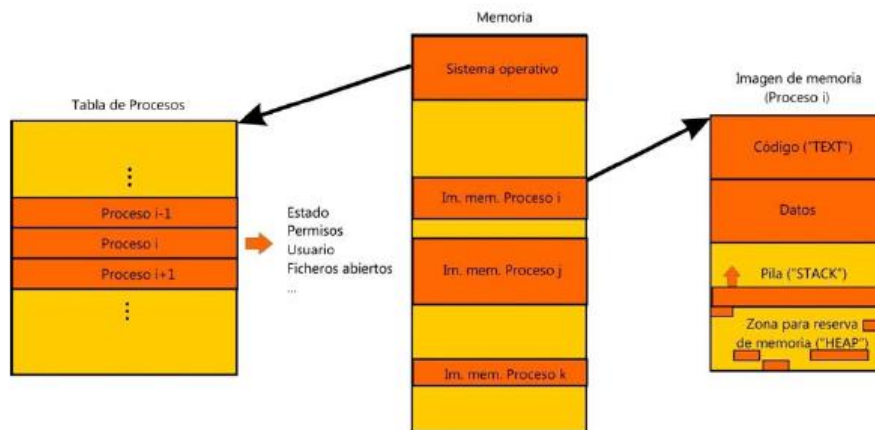 Memoria
Sistema operativo
Im. mem. Proceso i
Im. mem. Proceso j
Im. mem. Proceso k
Tabla de Procesos
⋮
Proceso i-1
Proceso i
Proceso i+1
⋮
Estado
Permisos
Usuario
Ficheros abiertos
...
Imagen de memoria
(Proceso i)
Código ("TEXT")
Datos
Pila ("STACK")
Zona para reserva
de memoria ("HEAP")